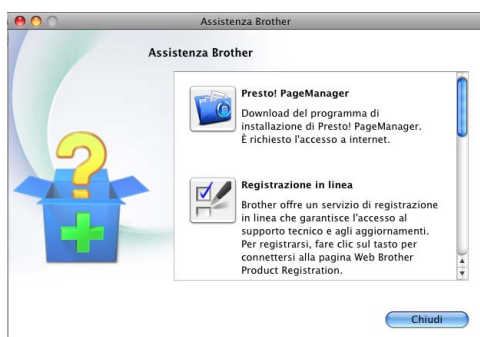 Assistenza Brother
Assistenza Brother
Presto! PageManager
Download del programma di
installazione di Presto! PageManager.
È richiesto l'accesso a internet.
Registrazione in linea
Brother offre un servizio di registrazione
in linea che garantisce l'accesso al
supporto tecnico e agli aggiornamenti.
Per registrarsi, fare clic sul tasto per
connettersi alla pagina Web Brother
Product Registration.
Chiudi